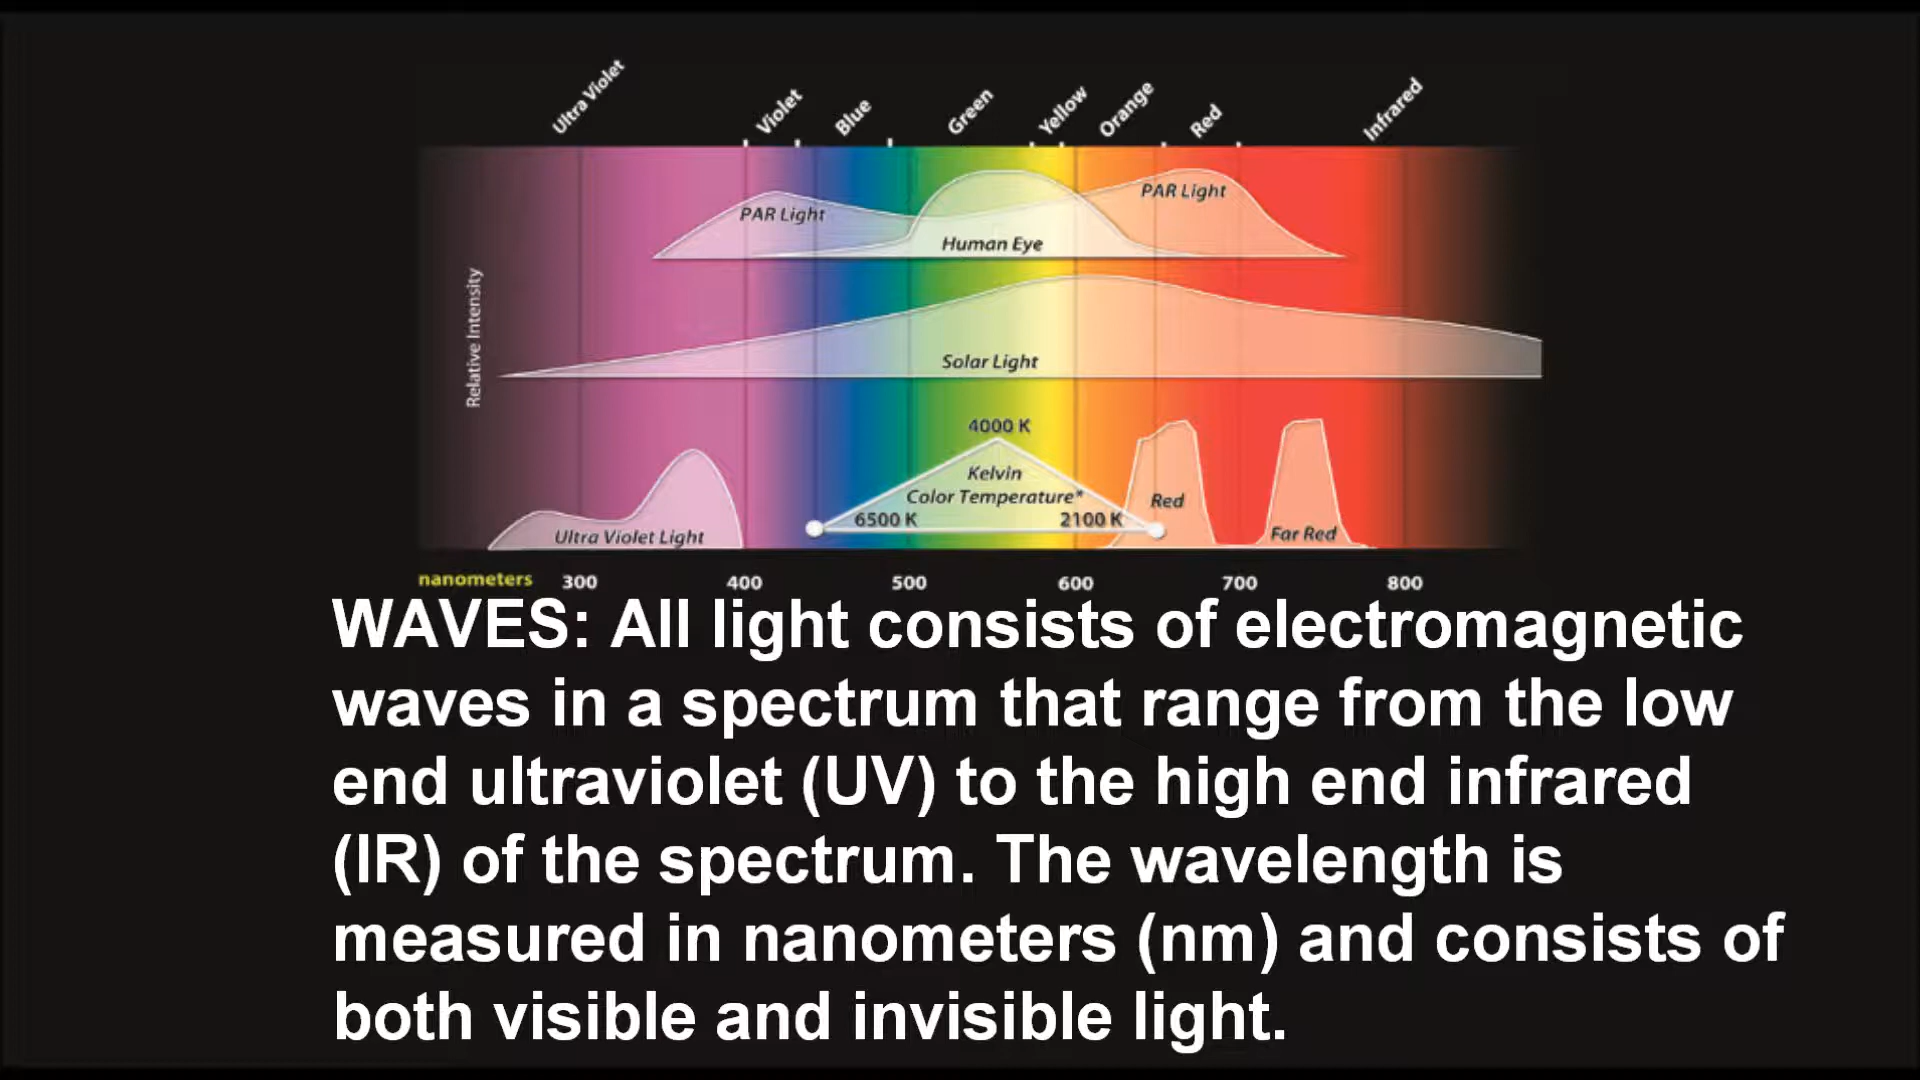 Ultra Violet
Violet
Blue
Green
Yellow
Orange
Red
Infrared
PAR Light
PAR Light
Human Eye
Relative Intensity
Solar Light
4000 K
Kelvin
Color Temperature*
6500 K
2100 K
Red
Ultra Violet Light
Far Red
nanometers 300 400 500 600 700 800
WAVES: All light consists of electromagnetic
waves in a spectrum that range from the low
end ultraviolet (UV) to the high end infrared
(IR) of the spectrum. The wavelength is
measured in nanometers (nm) and consists of
both visible and invisible light.